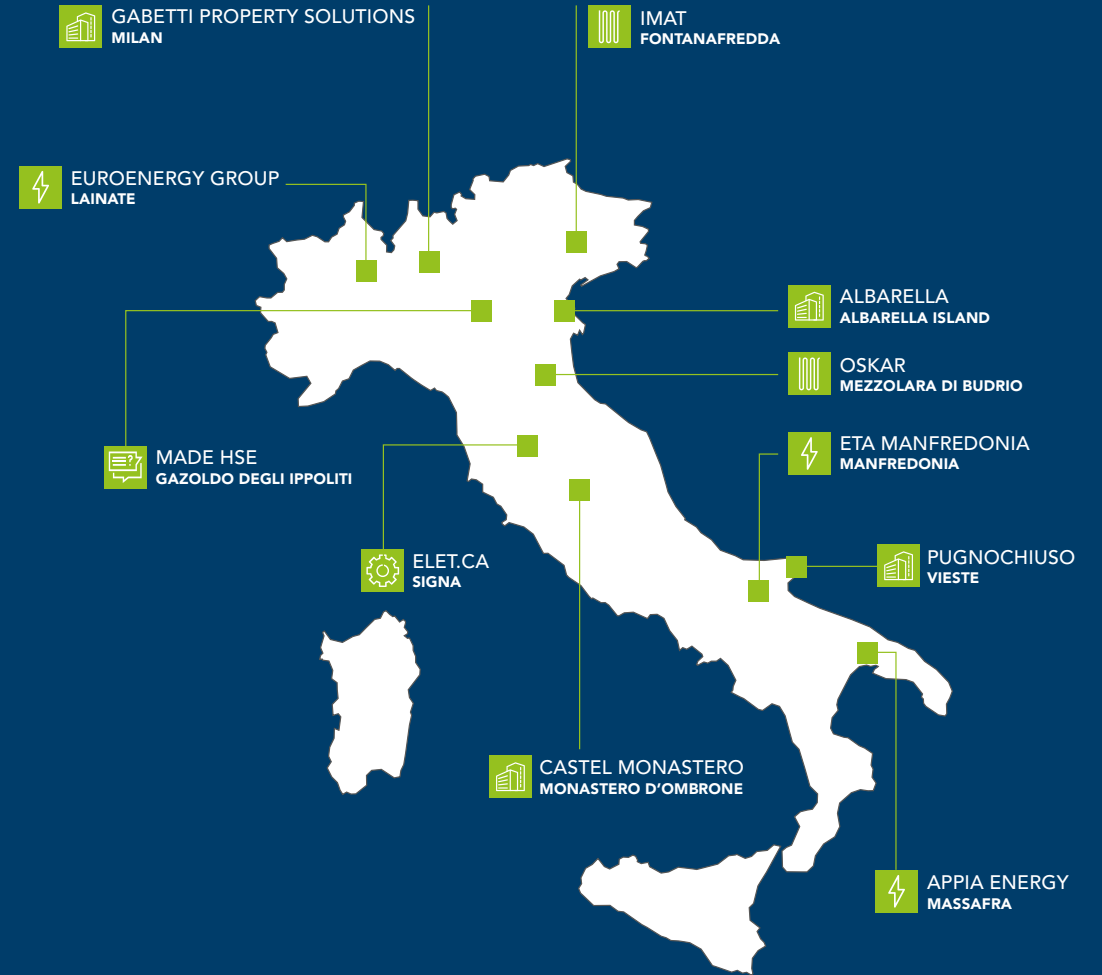 GABETTI PROPERTY SOLUTIONS
MILAN
IMAT
FONTANAFREDDA
EUROENERGY GROUP
LAINATE
ALBARELLA
ALBARELLA ISLAND
OSKAR
MEZZOLARA DI BUDRIO
ETA MANFREDONIA
MANFREDONIA
MADE HSE
GAZOLDO DEGLI IPPOLITI
ELET.CA
SIGNA
PUGNOCHIUSO
VIESTE
CASTEL MONASTERO
MONASTERO D’OMBRONE
APPIA ENERGY
MASSAFRA